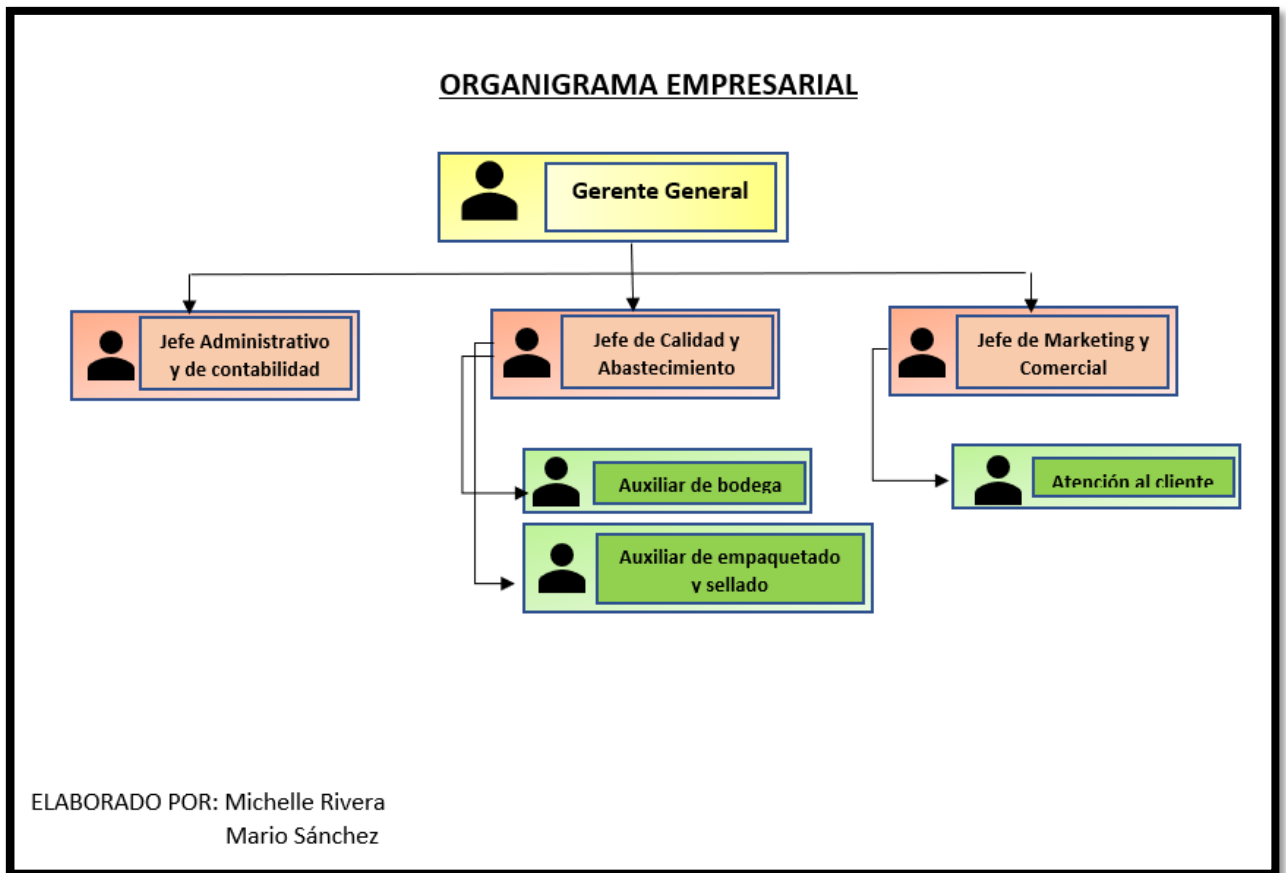 ORGANIGRAMA EMPRESARIAL
Gerente General
Jefe Administrativo
y de contabilidad
Jefe de Calidad y
Abastecimiento
Jefe de Marketing y
Comercial
Auxiliar de bodega
Atención al cliente
Auxiliar de empaquetado
y sellado
ELABORADO POR: Michelle Rivera
Mario Sánchez